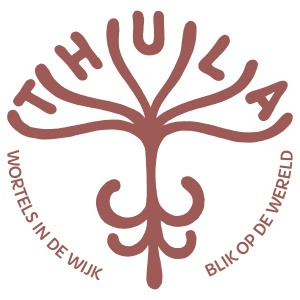 THULA
WORTELS IN DE WIJK
BLIK OP DE WERELD